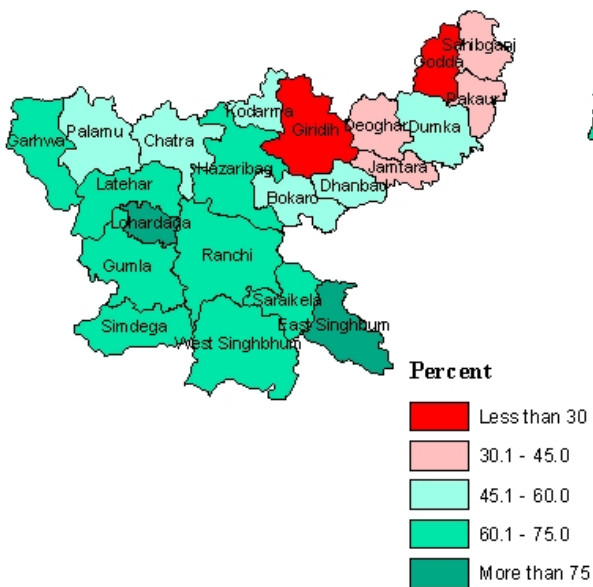 Sahibganj
Godda
Pakaur
Kodarma
Giridih
Deoghar
Dumka
Garhwa
Palamu
Chatra
Hazaribag
Jamtara
Latehar
Dhanbad
Bokaro
Lohardaga
Ranchi
Gumla
Saraikela
Simdega
East Singhbum
West Singhbhum
Percent
Less than 30
30.1 - 45.0
45.1 - 60.0
60.1 - 75.0
More than 75